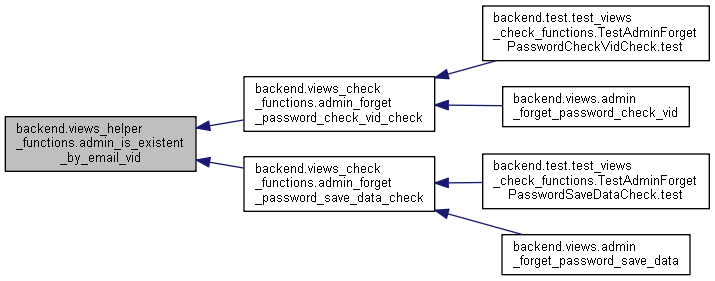 backend.test.test_views
_check_functions.TestAdminForget
PasswordCheckVidCheck.test
backend.views_check
_functions.admin_forget
_password_check_vid_check
backend.views.admin
_forget_password_check_vid
backend.views_helper
_functions.admin_is_existent
_by_email_vid
backend.views_check
_functions.admin_forget
_password_save_data_check
backend.test.test_views
_check_functions.TestAdminForget
PasswordSaveDataCheck.test
backend.views.admin
_forget_password_save_data